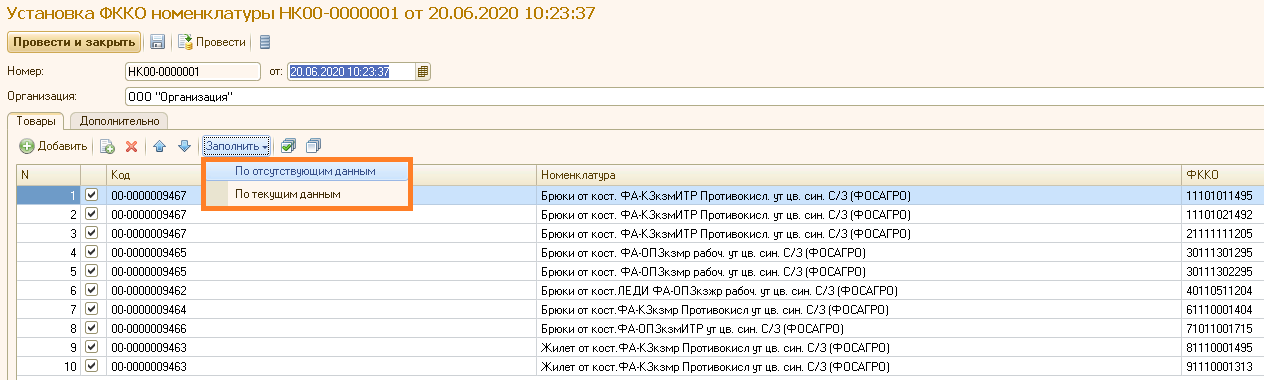 Установка ФККО номенклатуры НК00-0000001 от 20.06.2020 10:23:37
Провести и закрыть Провести
Номер: НК00-0000001 от: 20.06.2020 10:23:37
Организация: ООО "Организация"
Товары Дополнительно
Добавить Заполнить
По отсутствующим данным
По текущим данным
N Код Номенклатура ФККО
1 00-0000009467 Брюки от кост. ФА-КЗкзмИТР Противокисл. ут цв. син. С/З (ФОСАГРО) 11101011495
2 00-0000009467 Брюки от кост. ФА-КЗкзмИТР Противокисл. ут цв. син. С/З (ФОСАГРО) 11101021492
3 00-0000009467 Брюки от кост. ФА-КЗкзмИТР Противокисл. ут цв. син. С/З (ФОСАГРО) 21111111205
4 00-0000009465 Брюки от кост. ФА-ОПЗкзмр рабоч. ут цв. син. С/З (ФОСАГРО) 30111301295
5 00-0000009465 Брюки от кост. ФА-ОПЗкзмр рабоч. ут цв. син. С/З (ФОСАГРО) 30111302295
6 00-0000009462 Брюки от кост.ЛЕДИ ФА-ОПЗкзжр рабоч. ут цв. син. С/З (ФОСАГРО) 40110511204
7 00-0000009464 Брюки от кост.ФА-КЗкзмр Противокисл ут цв. син. С/З (ФОСАГРО) 61110001404
8 00-0000009466 Брюки от кост.ФА-ОПЗкзмИТР ут цв. син. С/З (ФОСАГРО) 71011001715
9 00-0000009463 Жилет от кост.ФА-КЗкзмр Противокисл ут цв. син. С/З (ФОСАГРО) 81110001495
10 00-0000009463 Жилет от кост.ФА-КЗкзмр Противокисл ут цв. син. С/З (ФОСАГРО) 91110001313